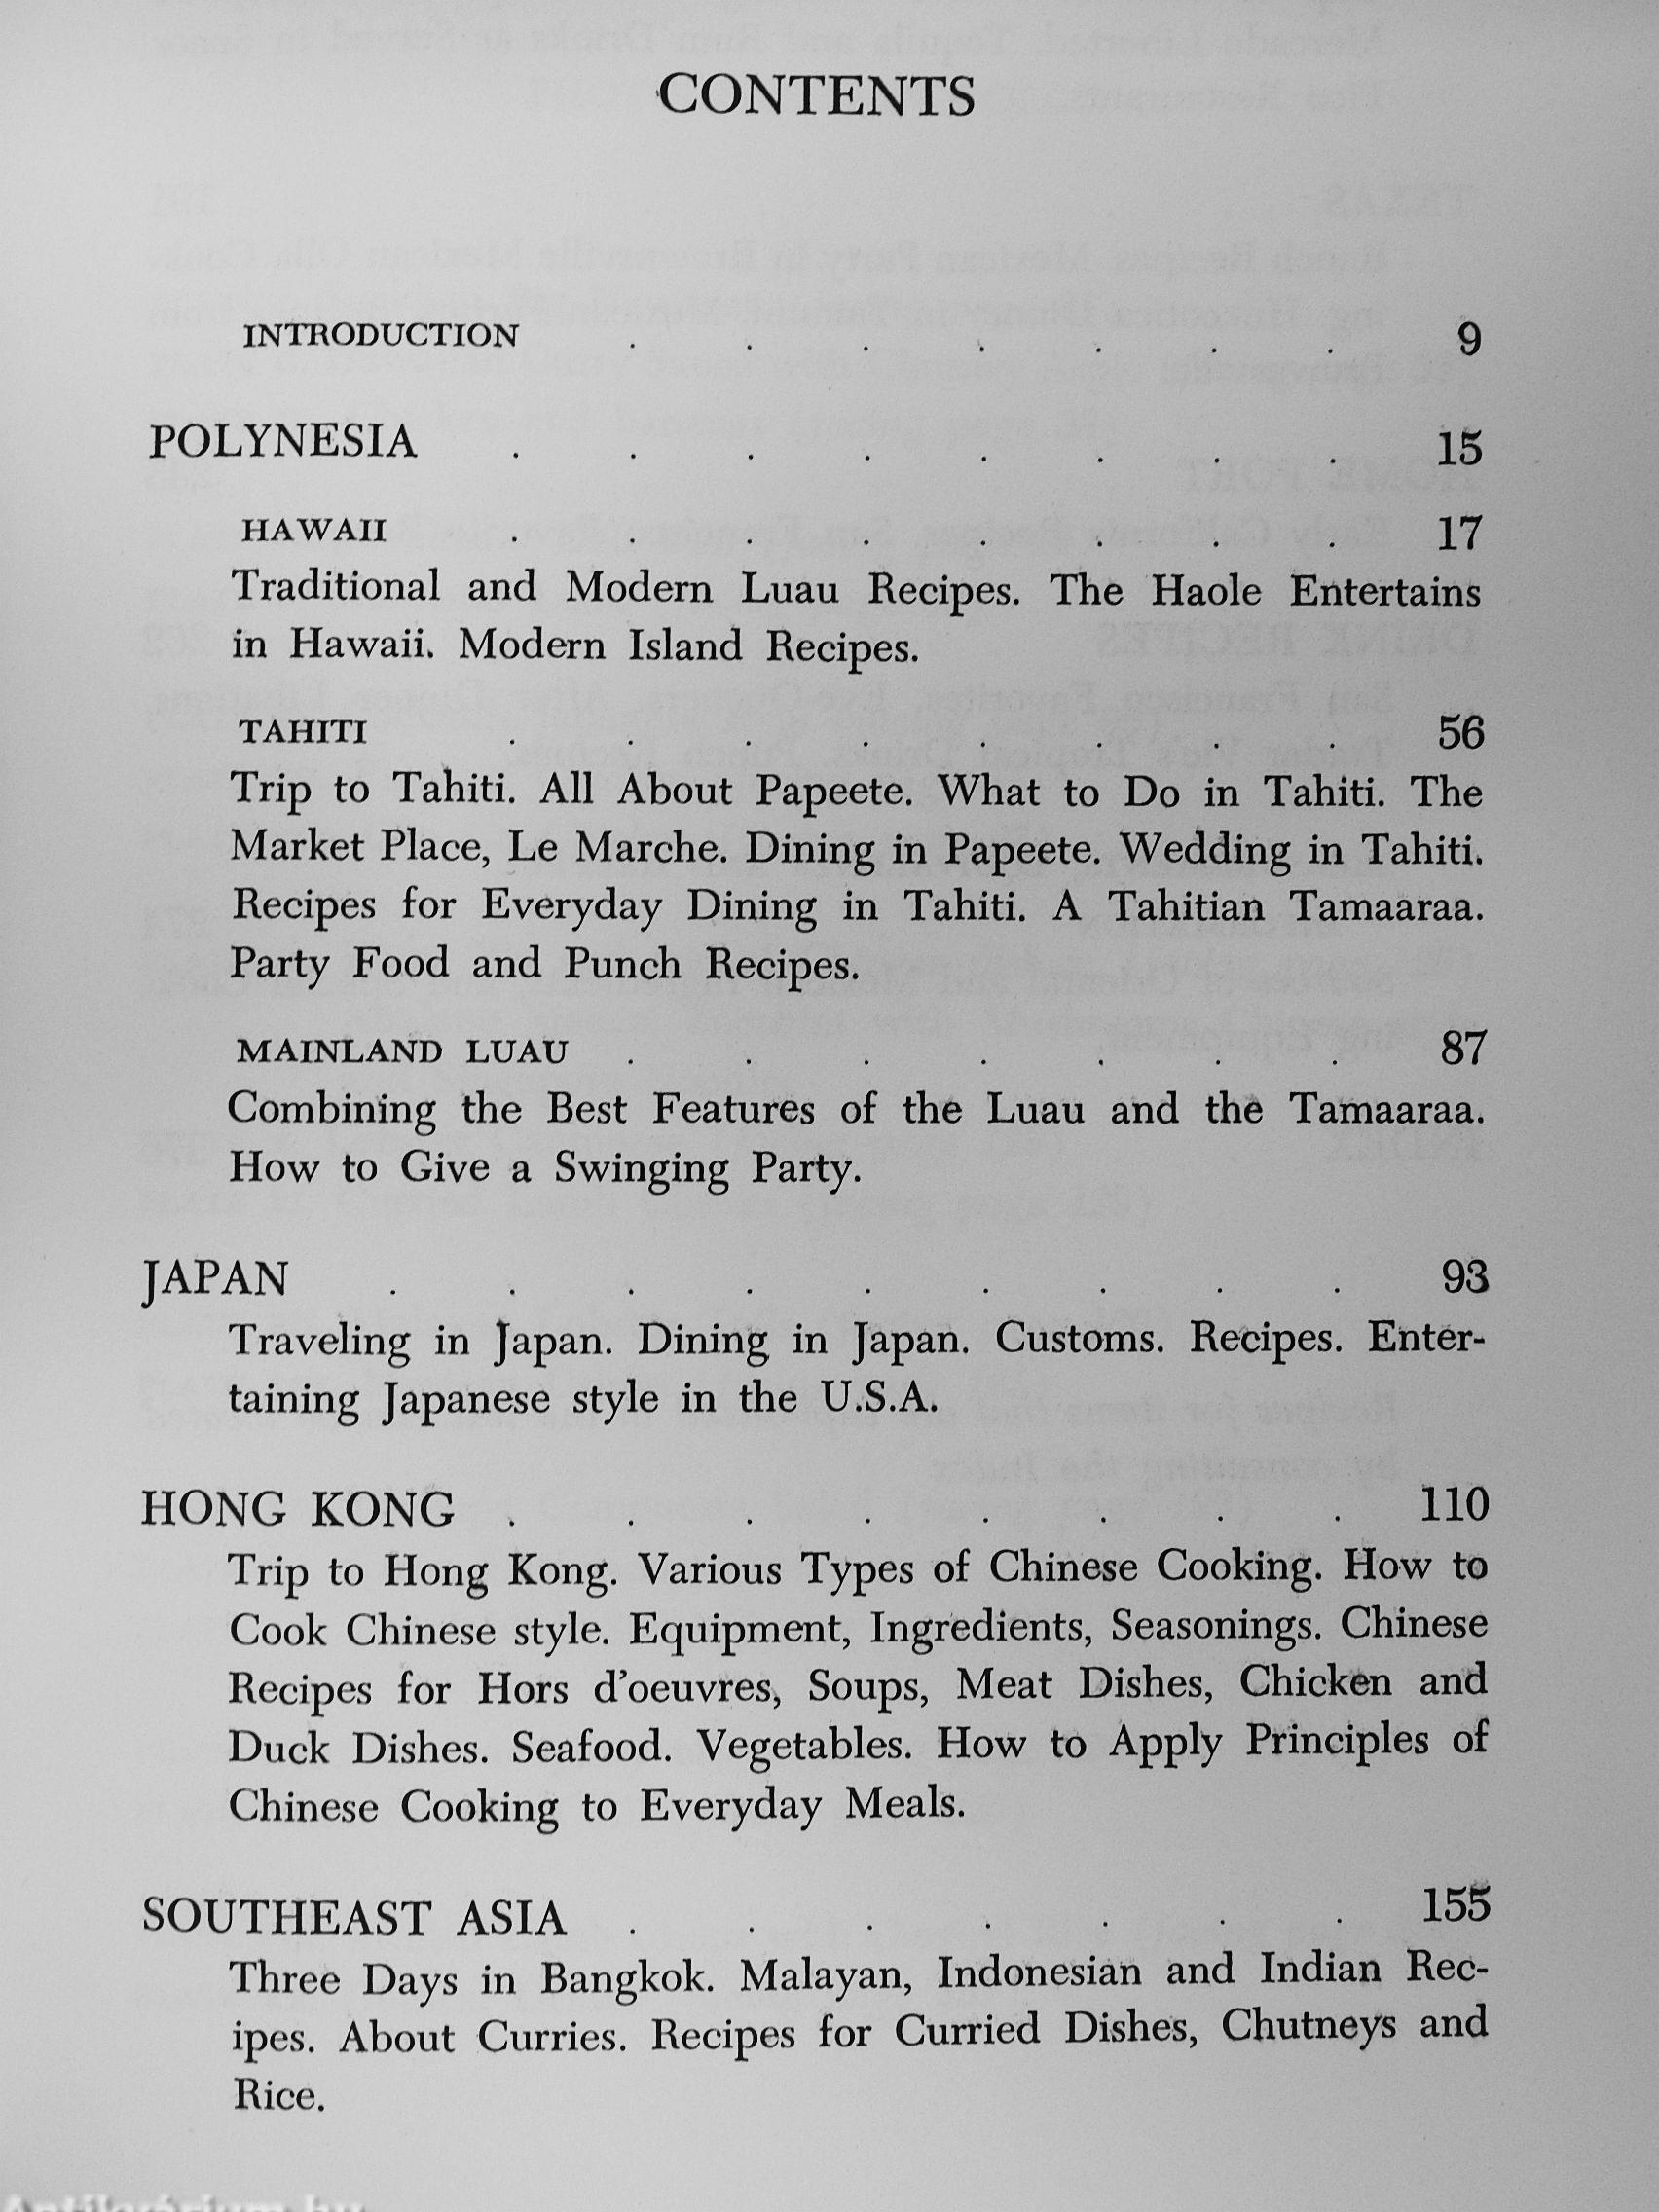 CONTENTS
INTRODUCTION . . . . . . . 9
POLYNESIA . . . . . . . . 15
HAWAII . . . . . . . . 17
Traditional and Modern Luau Recipes. The Haole Entertains
in Hawaii. Modern Island Recipes.
TAHITI . . . . . . . . 56
Trip to Tahiti. All About Papeete. What to Do in Tahiti. The
Market Place, Le Marche. Dining in Papeete. Wedding in Tahiti.
Recipes for Everyday Dining in Tahiti. A Tahitian Tamaaraa.
Party Food and Punch Recipes.
MAINLAND LUAU . . . . . . . 87
Combining the Best Features of the Luau and the Tamaaraa.
How to Give a Swinging Party.
JAPAN . . . . . . . . . 93
Traveling in Japan. Dining in Japan. Customs. Recipes. Enter-
taining Japanese style in the U.S.A.
HONG KONG . . . . . . . . 110
Trip to Hong Kong. Various Types of Chinese Cooking. How to
Cook Chinese style. Equipment, Ingredients, Seasonings. Chinese
Recipes for Hors d'oeuvres, Soups, Meat Dishes, Chicken and
Duck Dishes. Seafood. Vegetables. How to Apply Principles of
Chinese Cooking to Everyday Meals.
SOUTHEAST ASIA . . . . . . . 155
Three Days in Bangkok. Malayan, Indonesian and Indian Rec-
ipes. About Curries. Recipes for Curried Dishes, Chutneys and
Rice.